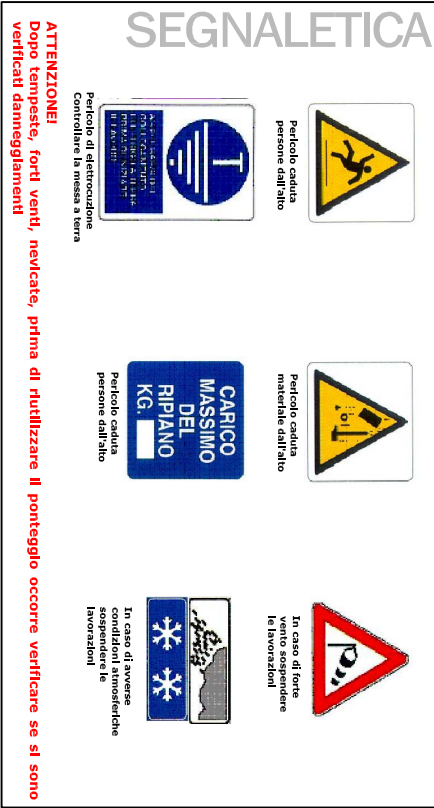 SEGNALETICA
Pericolo caduta
persone dall'alto
Pericolo caduta
materiale dall'alto
In caso di forte
vento sospendere
le lavorazioni
T
Pericolo di elettrocuzione
Controllare la messa a terra
CARICO
MASSIMO
DEL
RIPIANO
KG.
Pericolo caduta
persone dall'alto
In caso di avverse
condizioni atmosferiche
sospendere le
lavorazioni
ATTENZIONE!
Dopo tempeste, forti venti, nevicate, prima di riutilizzare il ponteggio occorre verificare se si sono
verificati danneggiamenti